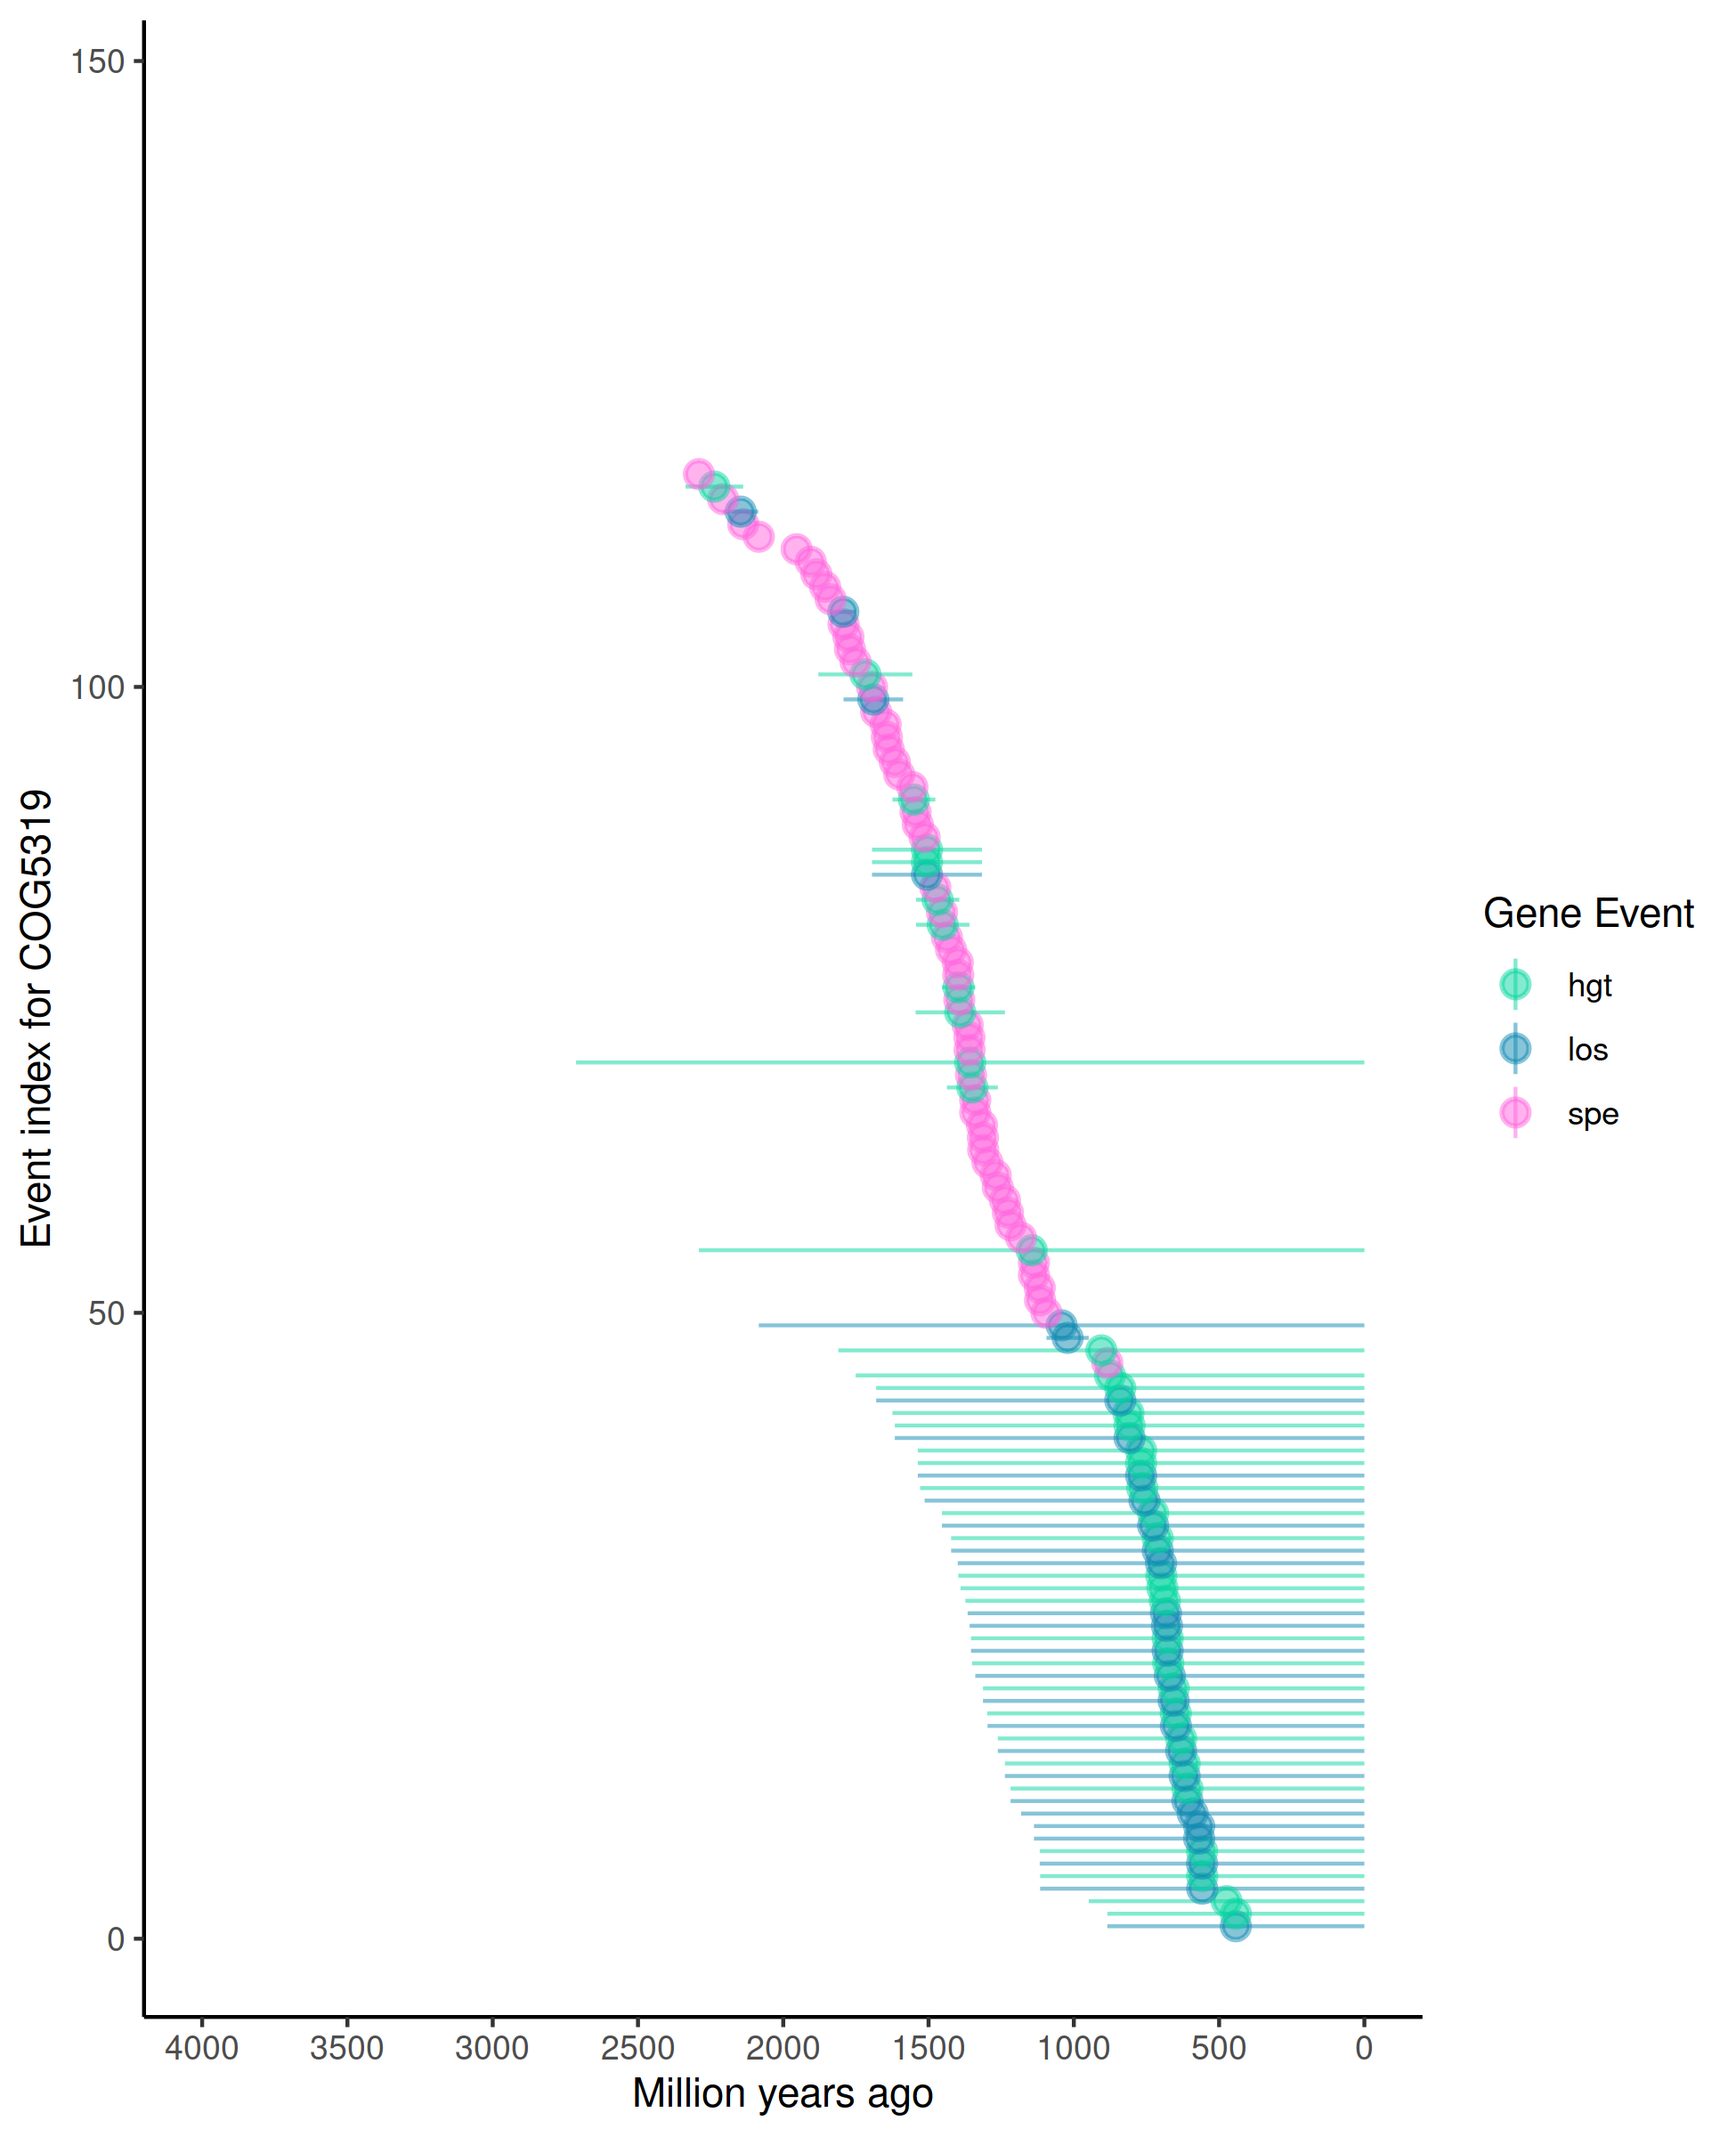 150
100
50
0
Event index for COG5319
4000 3500 3000 2500 2000 1500 1000 500 0
Million years ago
Gene Event
hgt
los
spe